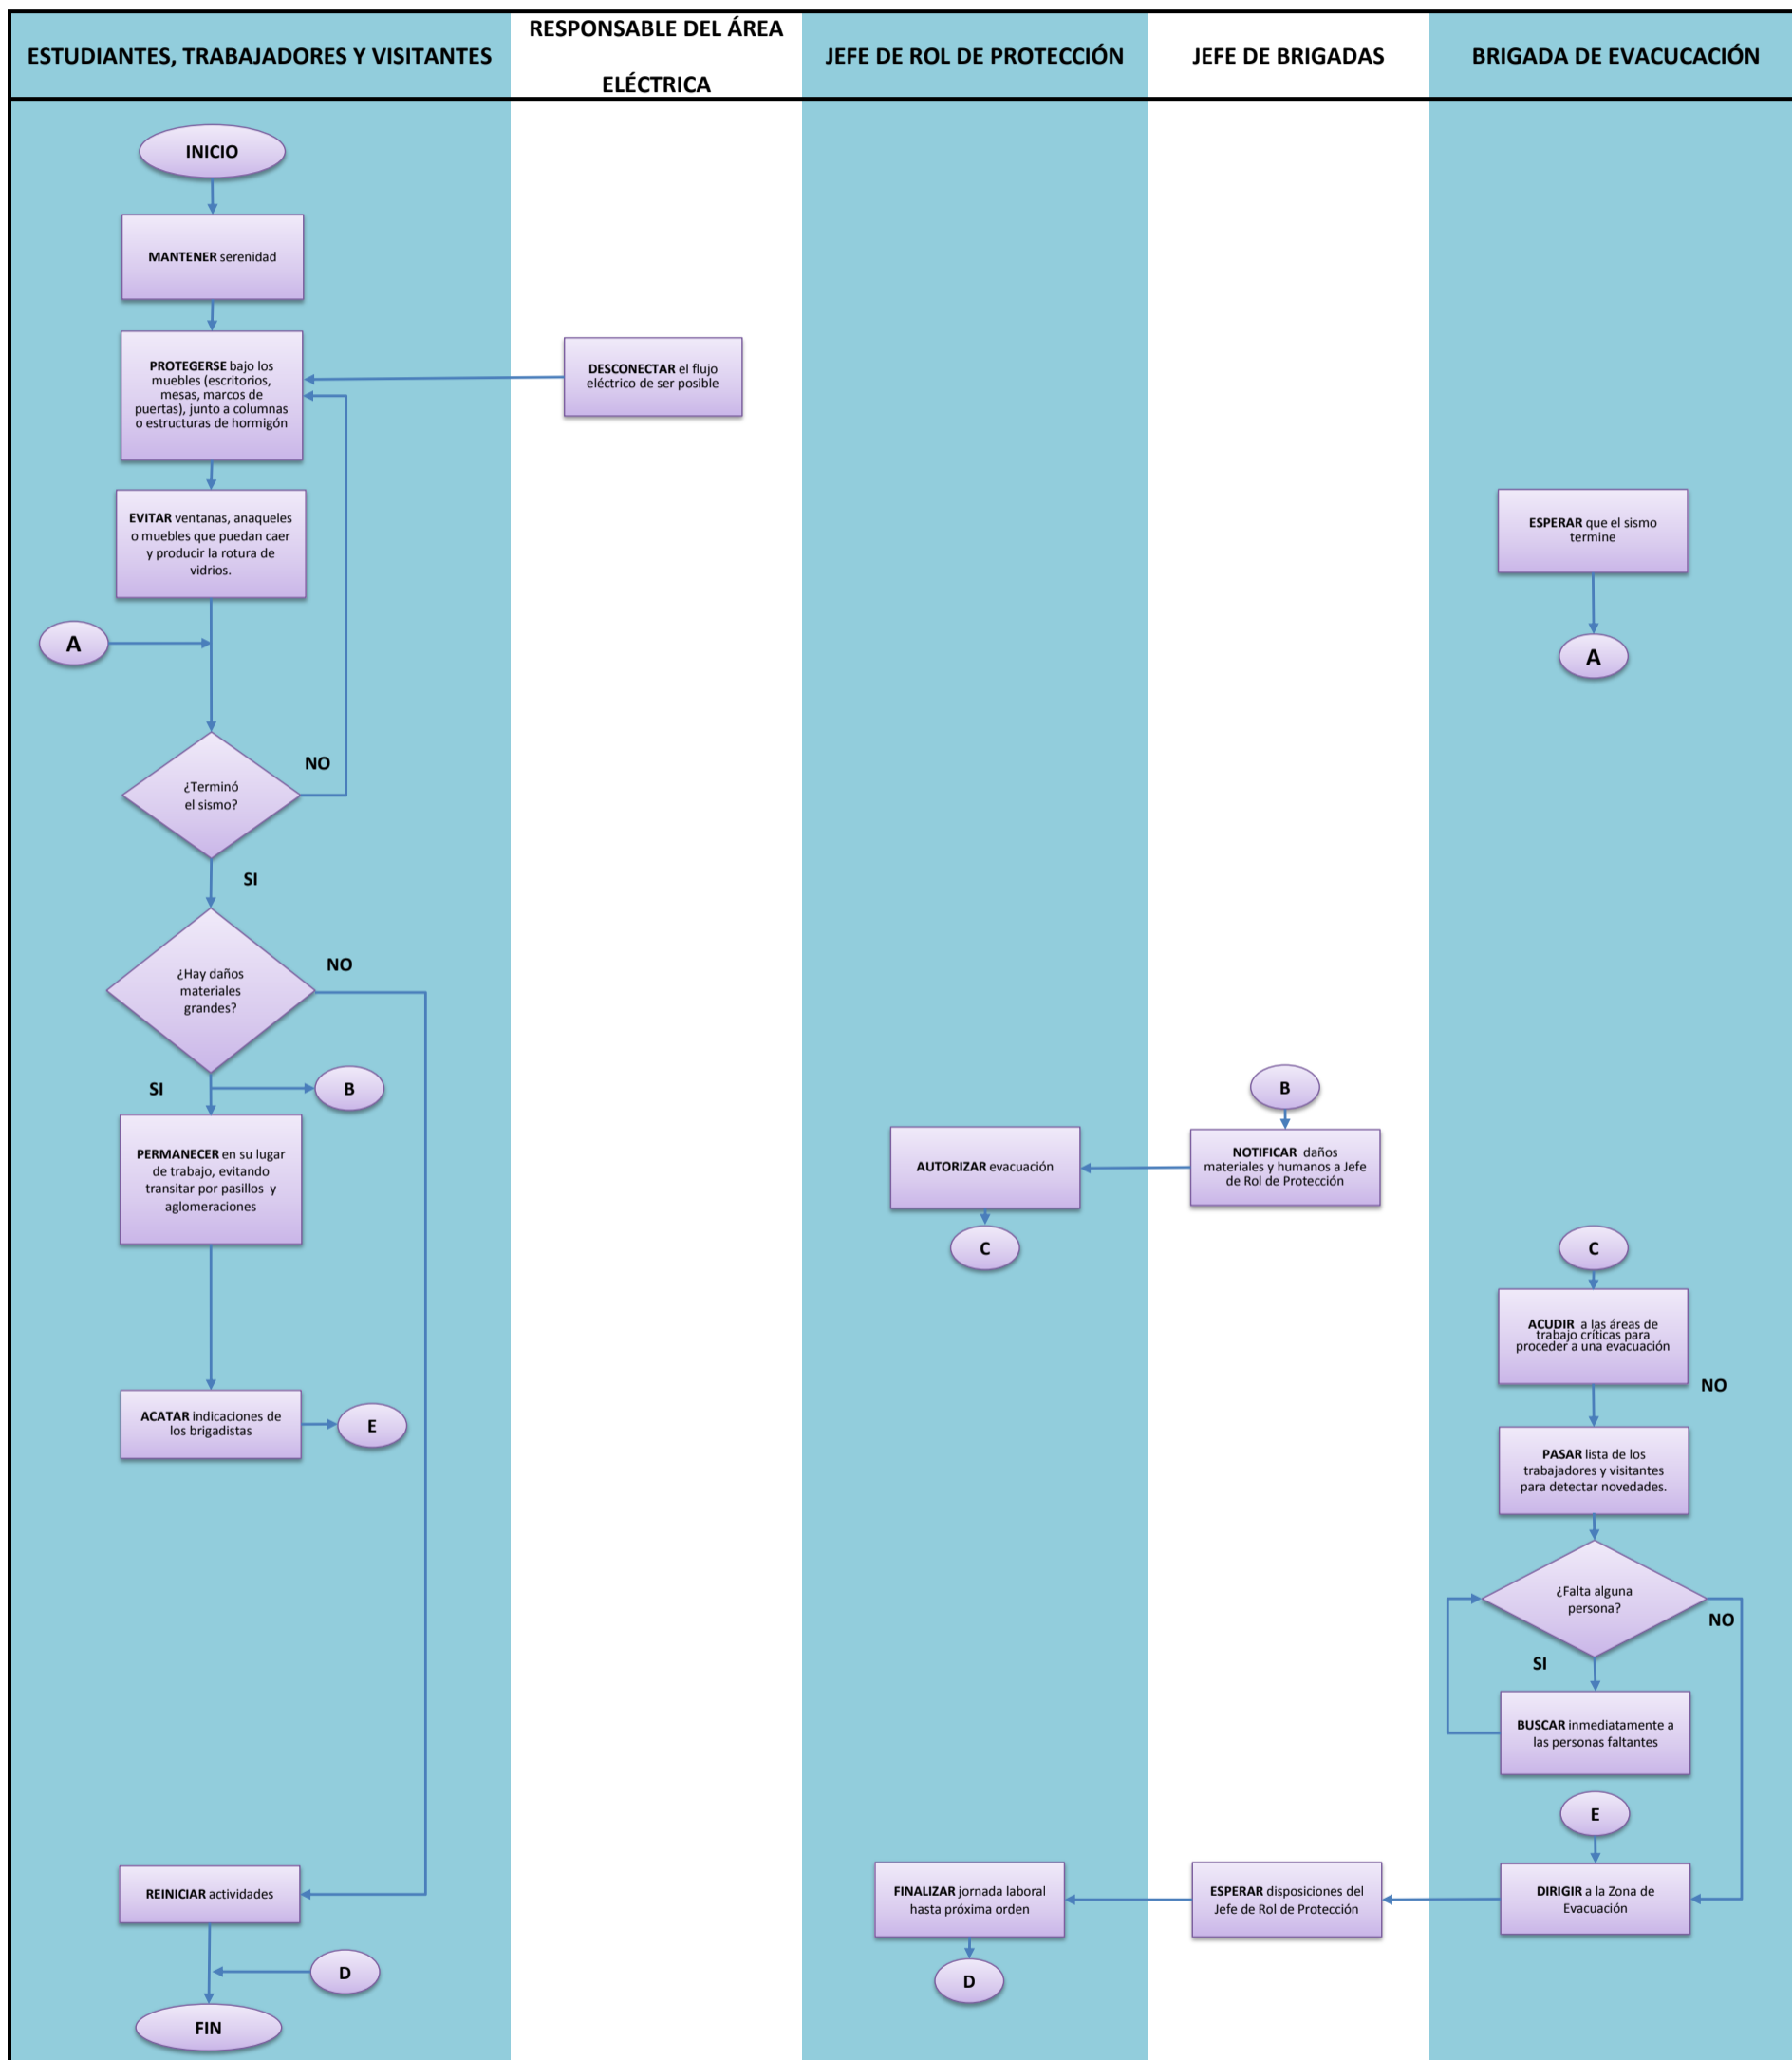 ESTUDIANTES, TRABAJADORES Y VISITANTES
RESPONSABLE DEL ÁREA
ELÉCTRICA
JEFE DE ROL DE PROTECCIÓN
JEFE DE BRIGADAS
BRIGADA DE EVACUCACIÓN
INICIO
MANTENER serenidad
PROTEGERSE bajo los
muebles (escritorios,
mesas, marcos de
puertas), junto a columnas
o estructuras de hormigón
DESCONECTAR el flujo
eléctrico de ser posible
EVITAR ventanas, anaqueles
o muebles que puedan caer
y producir la rotura de
vidrios.
ESPERAR que el sismo
termine
A
A
¿Terminó
el sismo?
NO
SI
¿Hay daños
materiales
grandes?
NO
SI
B
B
PERMANECER en su lugar
de trabajo, evitando
transitar por pasillos y
aglomeraciones
AUTORIZAR evacuación
NOTIFICAR daños
materiales y humanos a Jefe
de Rol de Protección
C
C
ACUDIR a las áreas de
trabajo críticas para
proceder a una evacuación
NO
ACATAR indicaciones de
los brigadistas
E
PASAR lista de los
trabajadores y visitantes
para detectar novedades.
¿Falta alguna
persona?
NO
SI
BUSCAR inmediatamente a
las personas faltantes
E
REINICIAR actividades
FINALIZAR jornada laboral
hasta próxima orden
ESPERAR disposiciones del
Jefe de Rol de Protección
DIRIGIR a la Zona de
Evacuación
D
D
FIN